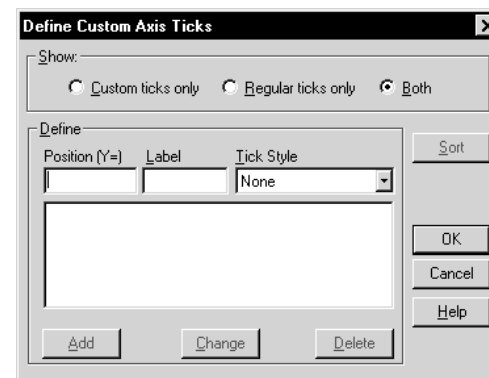 Define Custom Axis Ticks
Show:
Custom ticks only Regular ticks only Both
Define
Position (Y=) Label Tick Style
None
Sort
OK
Cancel
Help
Add Change Delete